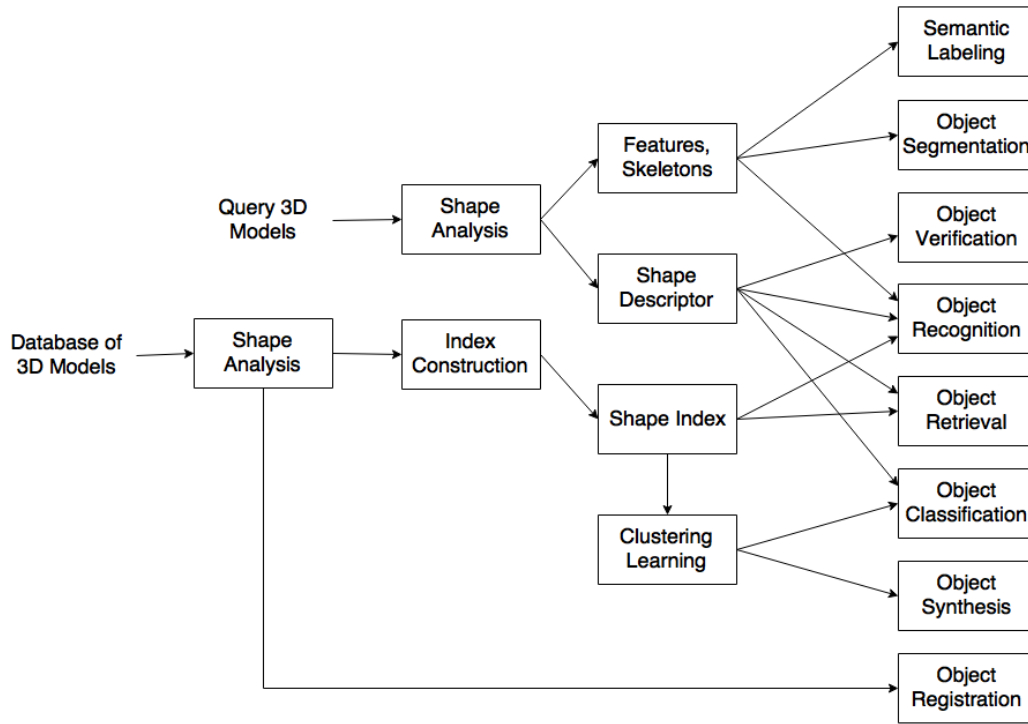 Semantic
Labeling
Object
Segmentation
Features,
Skeletons
Query 3D
Models
Shape
Analysis
Object
Verification
Shape
Descriptor
Object
Recognition
Database of
3D Models
Shape
Analysis
Index
Construction
Shape Index
Object
Retrieval
Object
Classification
Clustering
Learning
Object
Synthesis
Object
Registration